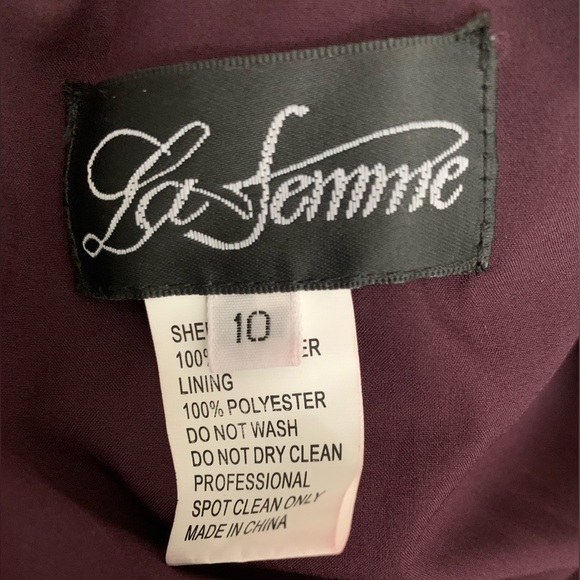 La Femme
10
LINING
100% POLYESTER
DO NOT WASH
DO NOT DRY CLEAN
PROFESSIONAL
SPOT CLEAN ONLY
MADE IN CHINA